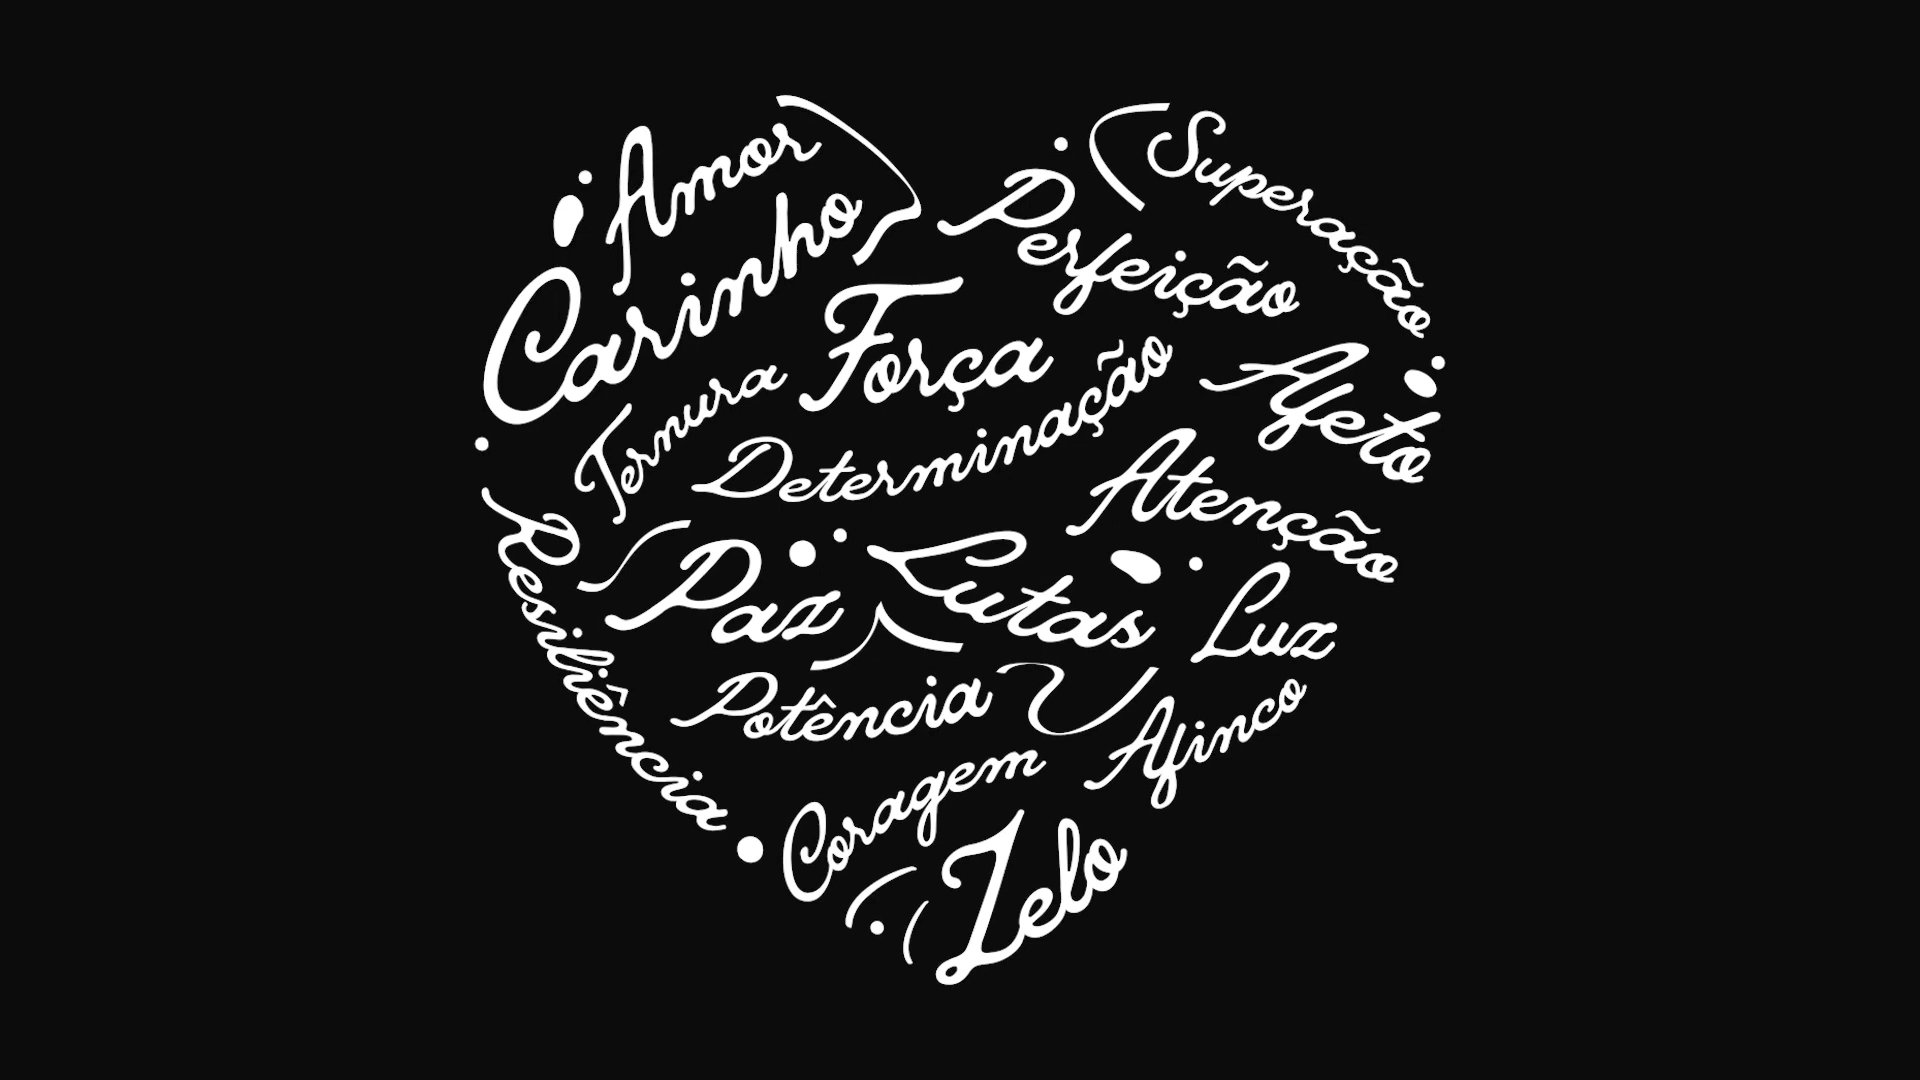 Amor
Carinho
Superação
Perfeição
Força
Ternura
Determinação
Afeto
Atenção
Resiliência
Paz
Lutas
Luz
Potência
Afinco
Coragem
Zelo